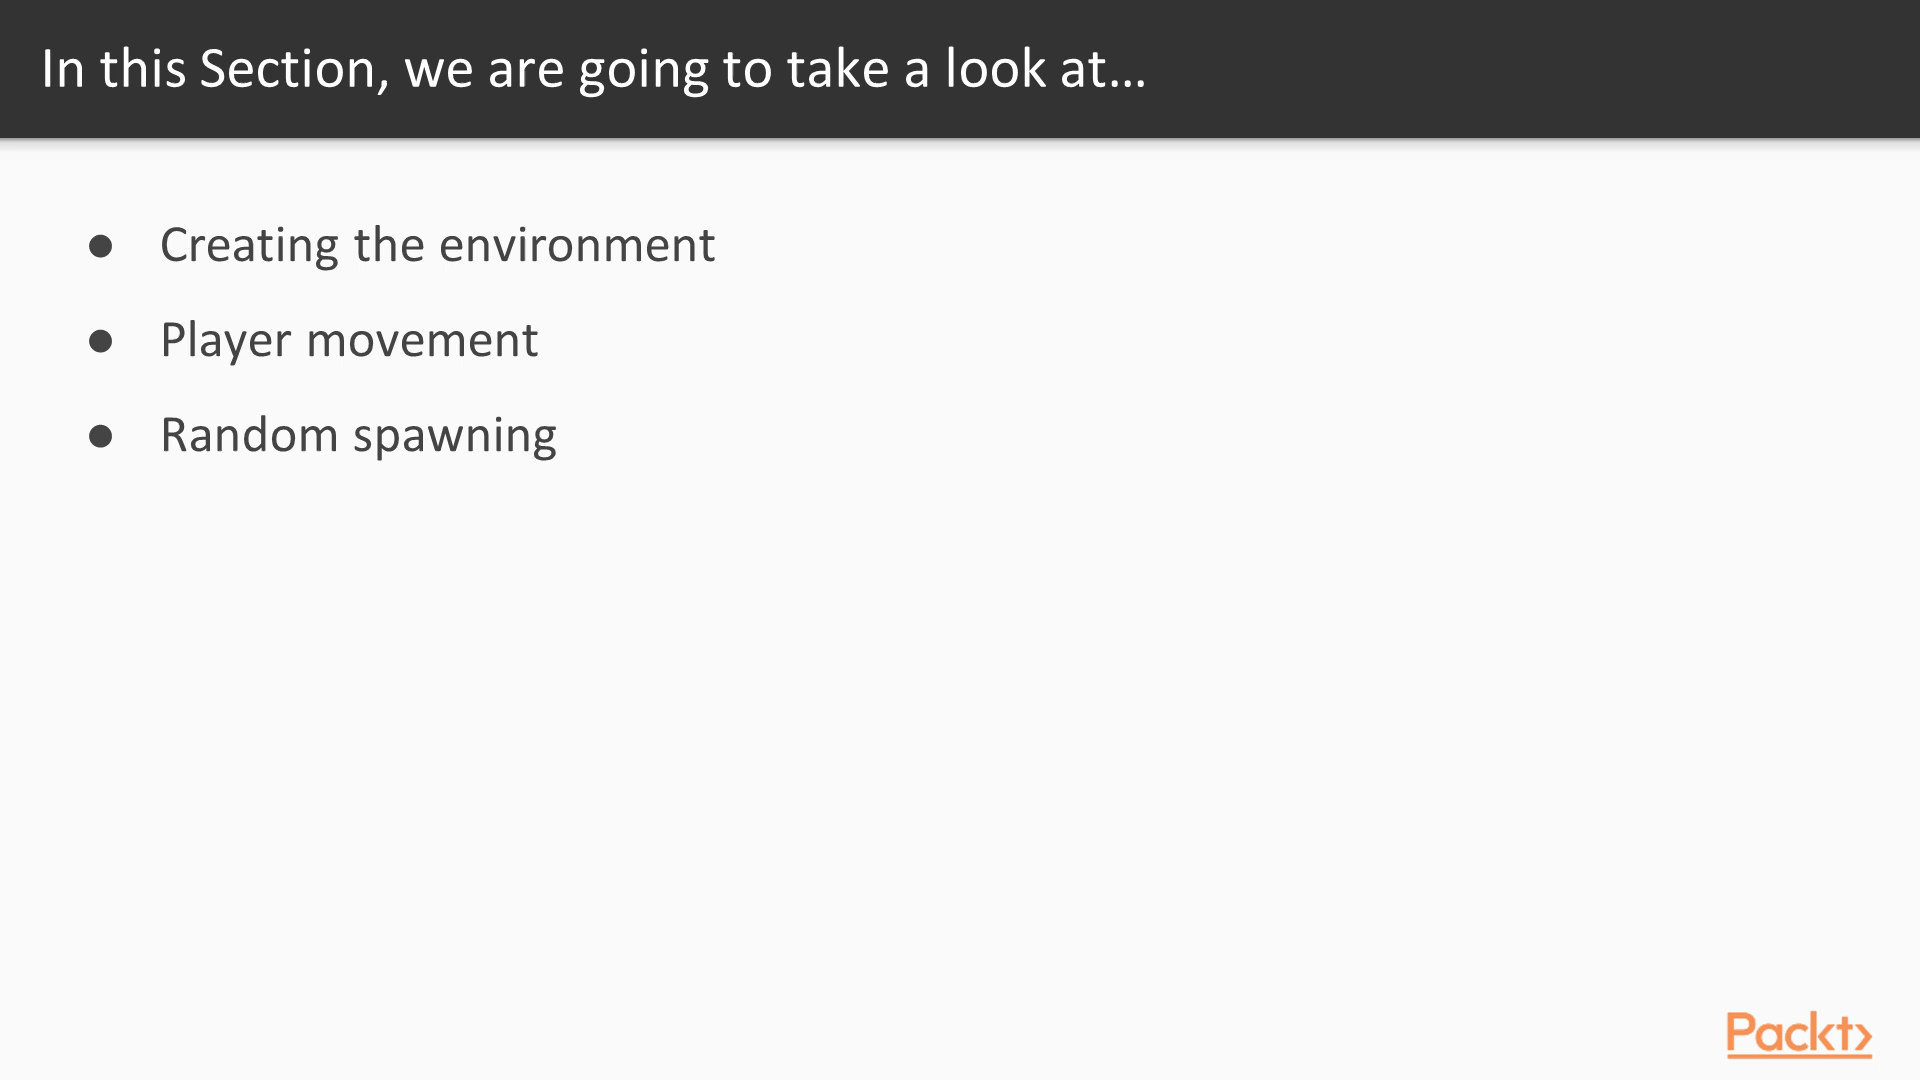 In this Section, we are going to take a look at…
● Creating the environment
● Player movement
● Random spawning
Packt>